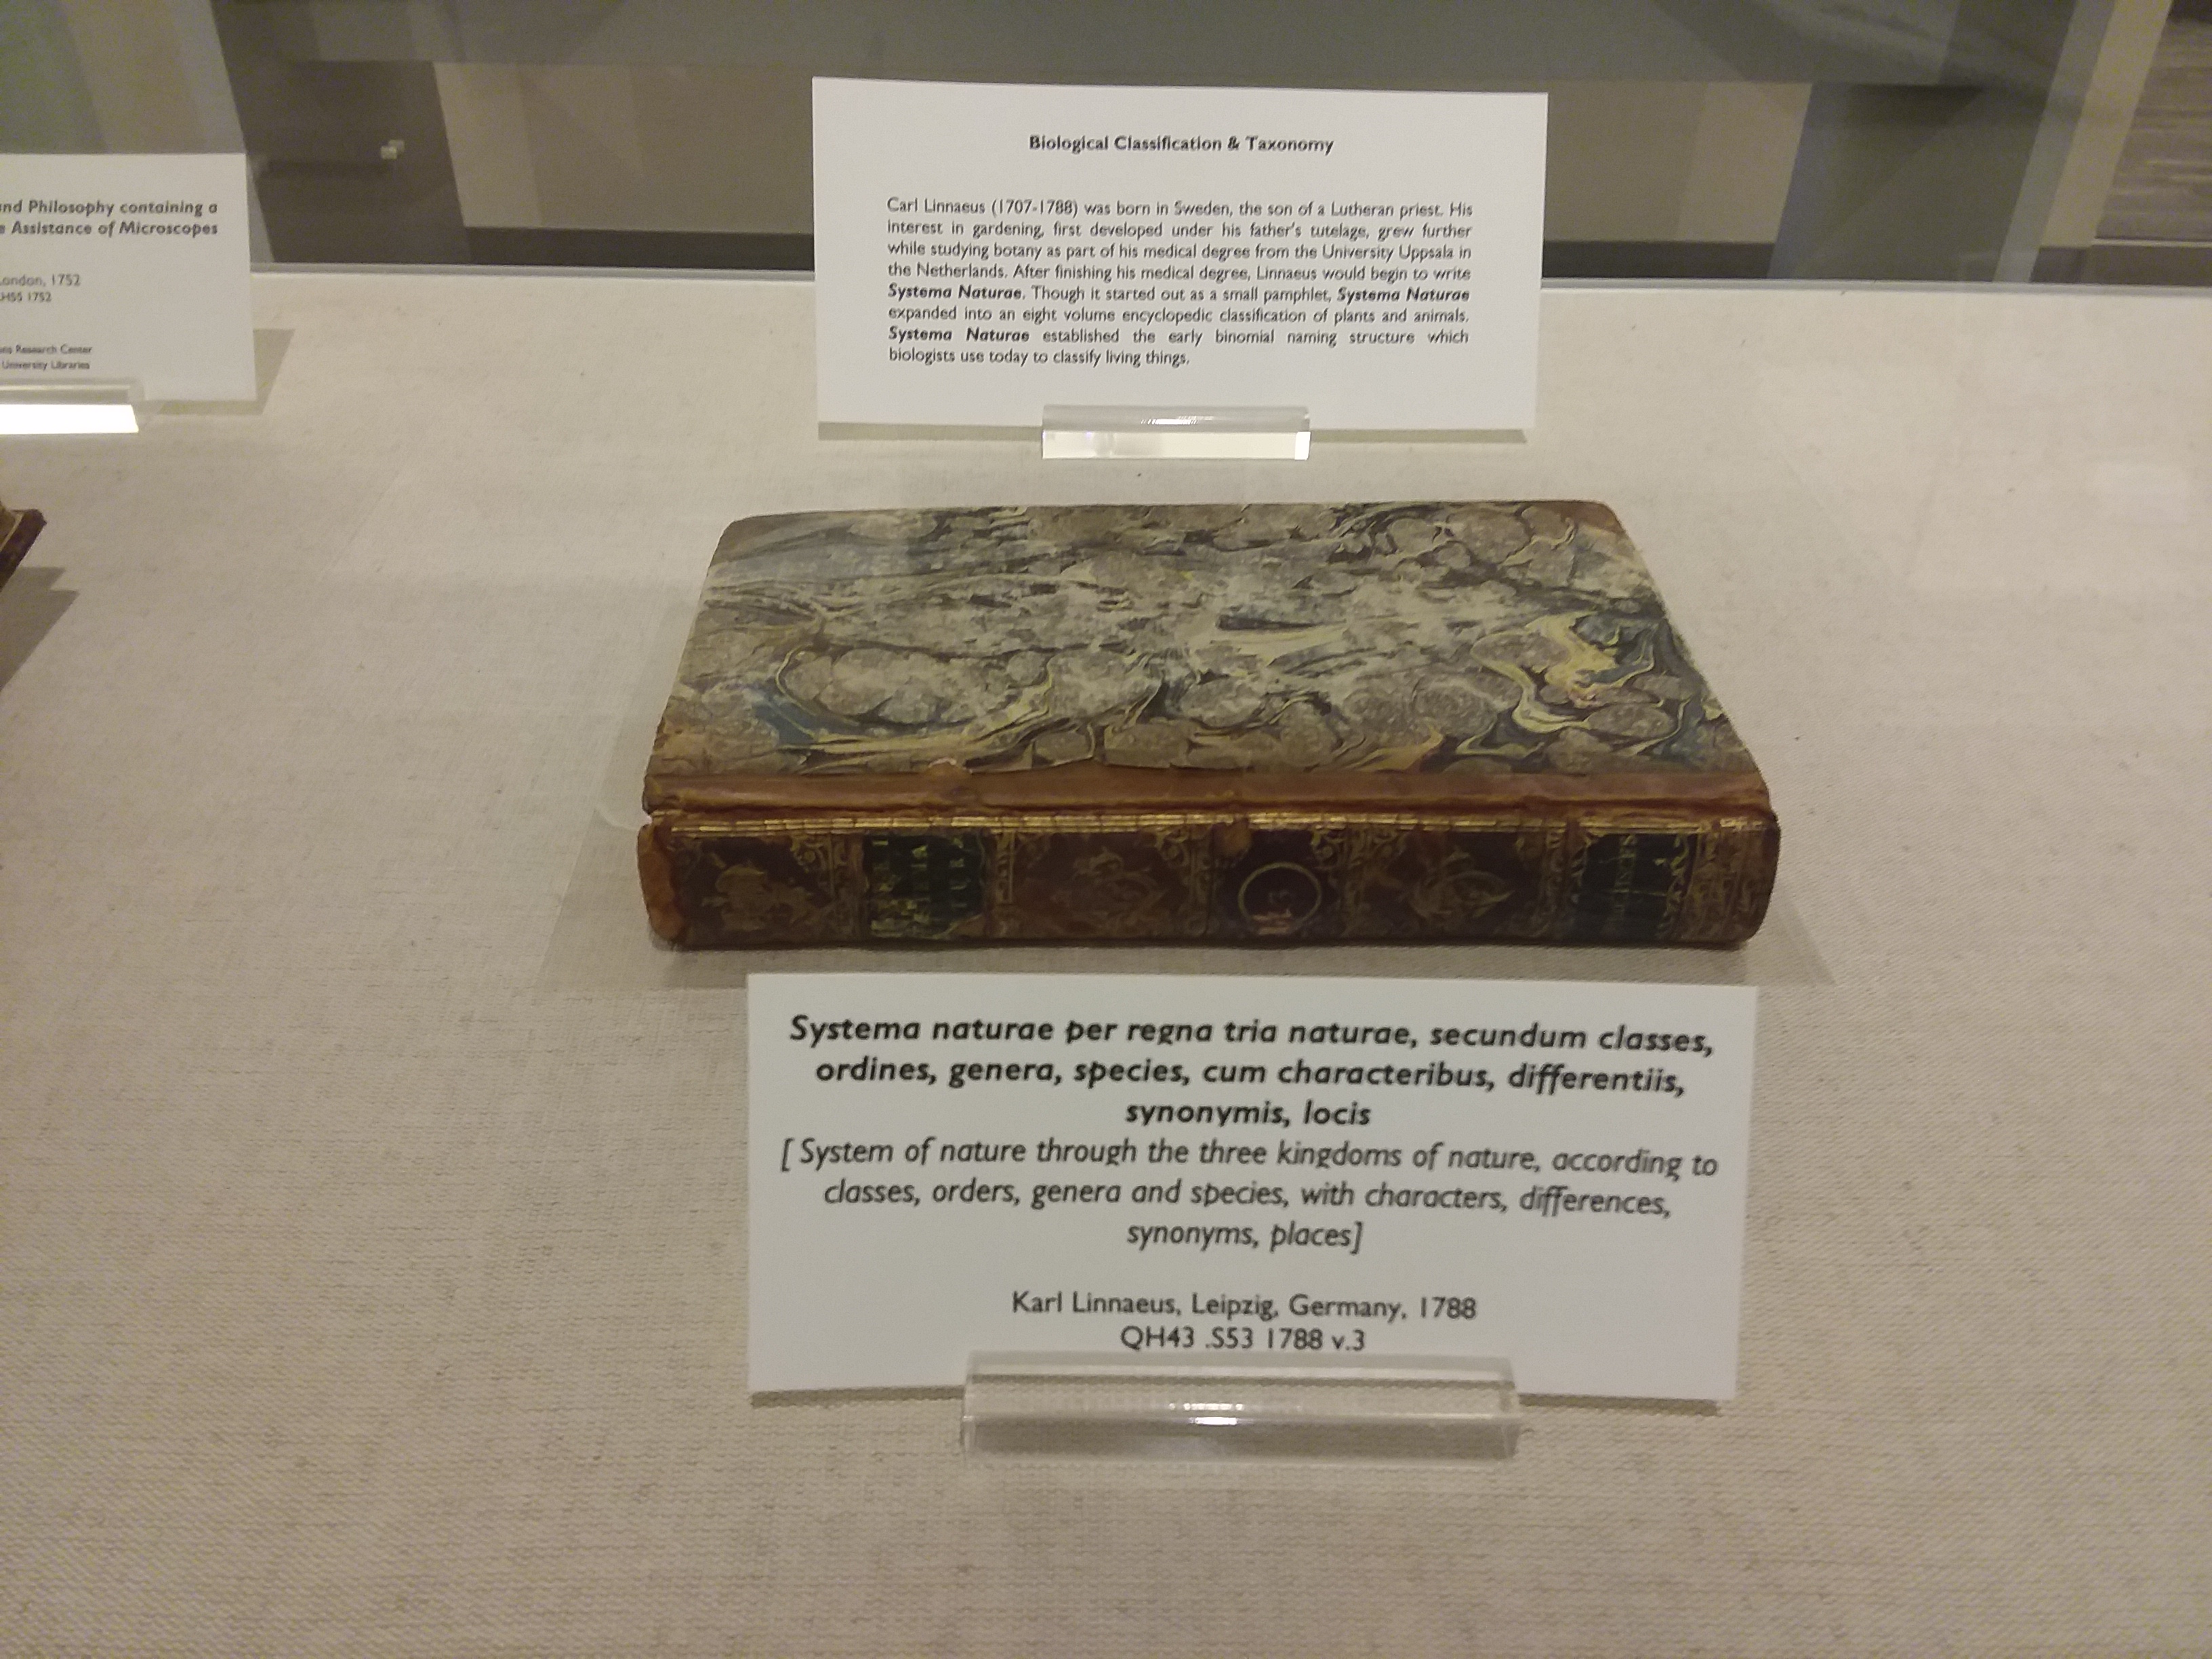 and Philosophy containing a
Assistance of Microscopes
London, 1752
1752
Research Center
University Libraries
Biological Classification & Taxonomy
Carl Linnaeus (1707-1788) was born in Sweden, the son of a Lutheran priest. His
interest in gardening, first developed under his father's tutelage, grew further
while studying botany as part of his medical degree from the University Uppsala in
the Netherlands. After finishing his medical degree, Linnaeus would begin to write
Systema Naturae. Though it started out as a small pamphlet, Systema Naturae
expanded into an eight volume encyclopedic classification of plants and animals.
Systema Naturae established the early binomial naming structure which
biologists use today to classify living things.
3
Systema naturae per regna tria naturae, secundum classes,
ordines, genera, species, cum characteribus, differentiis,
synonymis, locis
[ System of nature through the three kingdoms of nature, according to
classes, orders, genera and species, with characters, differences,
synonyms, places]
Karl Linnaeus, Leipzig, Germany, 1788
QH43 .S53 1788 v.3